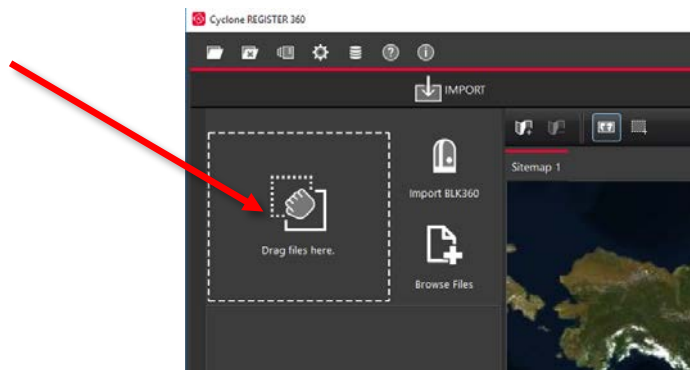 Cyclone REGISTER 360
IMPORT
Sitemap 1
Import BLK360
Drag files here.
Browse Files